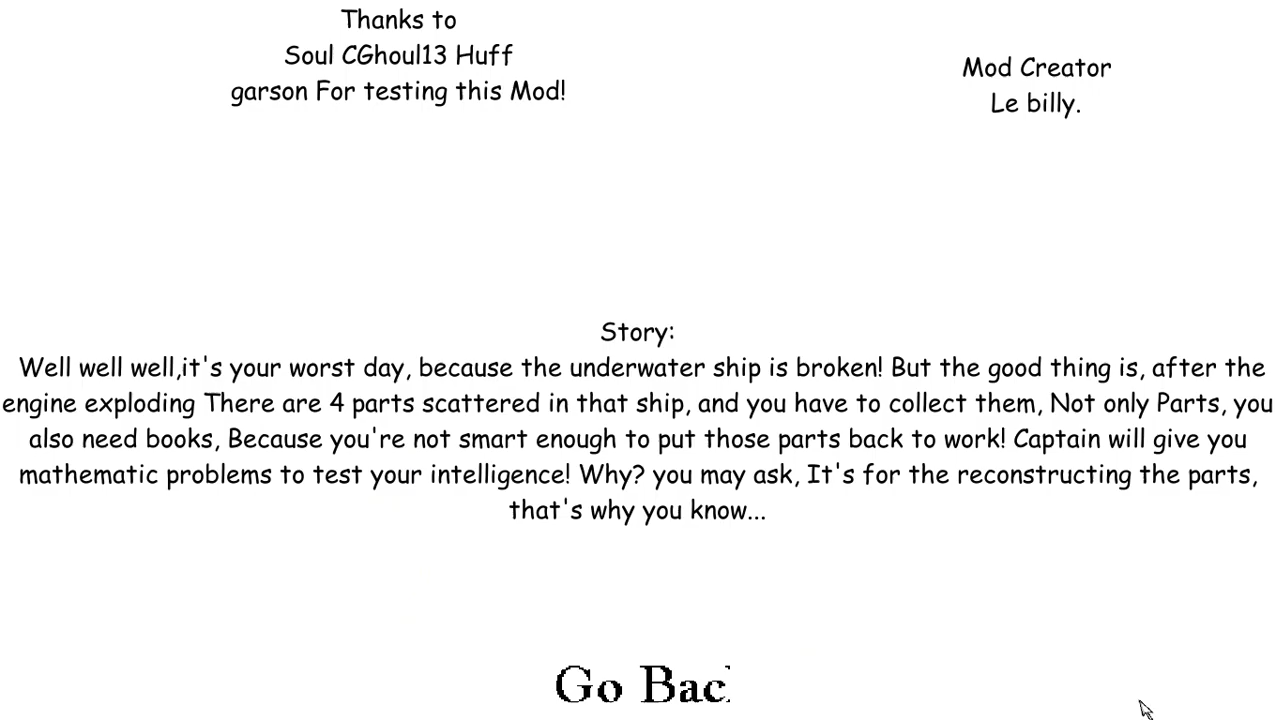 Thanks to
Soul CGhoul13 Huff
garson For testing this Mod!
Mod Creator
Le billy.
Story:
Well well well,it's your worst day, because the underwater ship is broken! But the good thing is, after the
engine exploding There are 4 parts scattered in that ship, and you have to collect them, Not only Parts, you
also need books, Because you're not smart enough to put those parts back to work! Captain will give you
mathematic problems to test your intelligence! Why? you may ask, It's for the reconstructing the parts,
that's why you know...
Go Bac